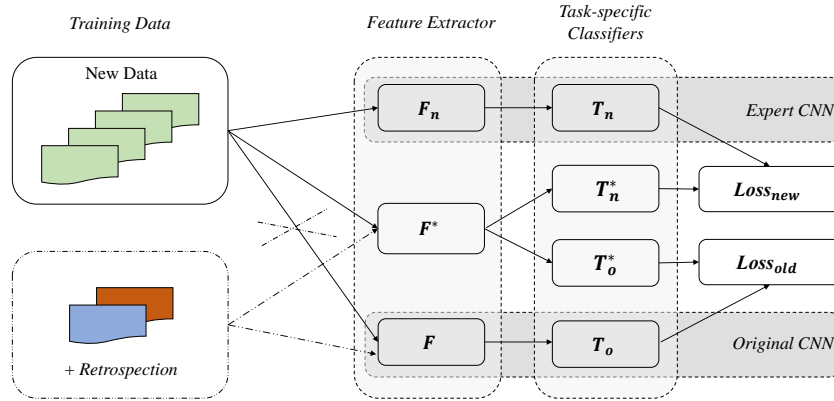 Training Data
Feature Extractor
Task-specific
Classifiers
New Data
F_n
T_n
Expert CNN
T_n^*
Loss_new
F^*
T_o^*
Loss_old
+ Retrospection
F
T_o
Original CNN